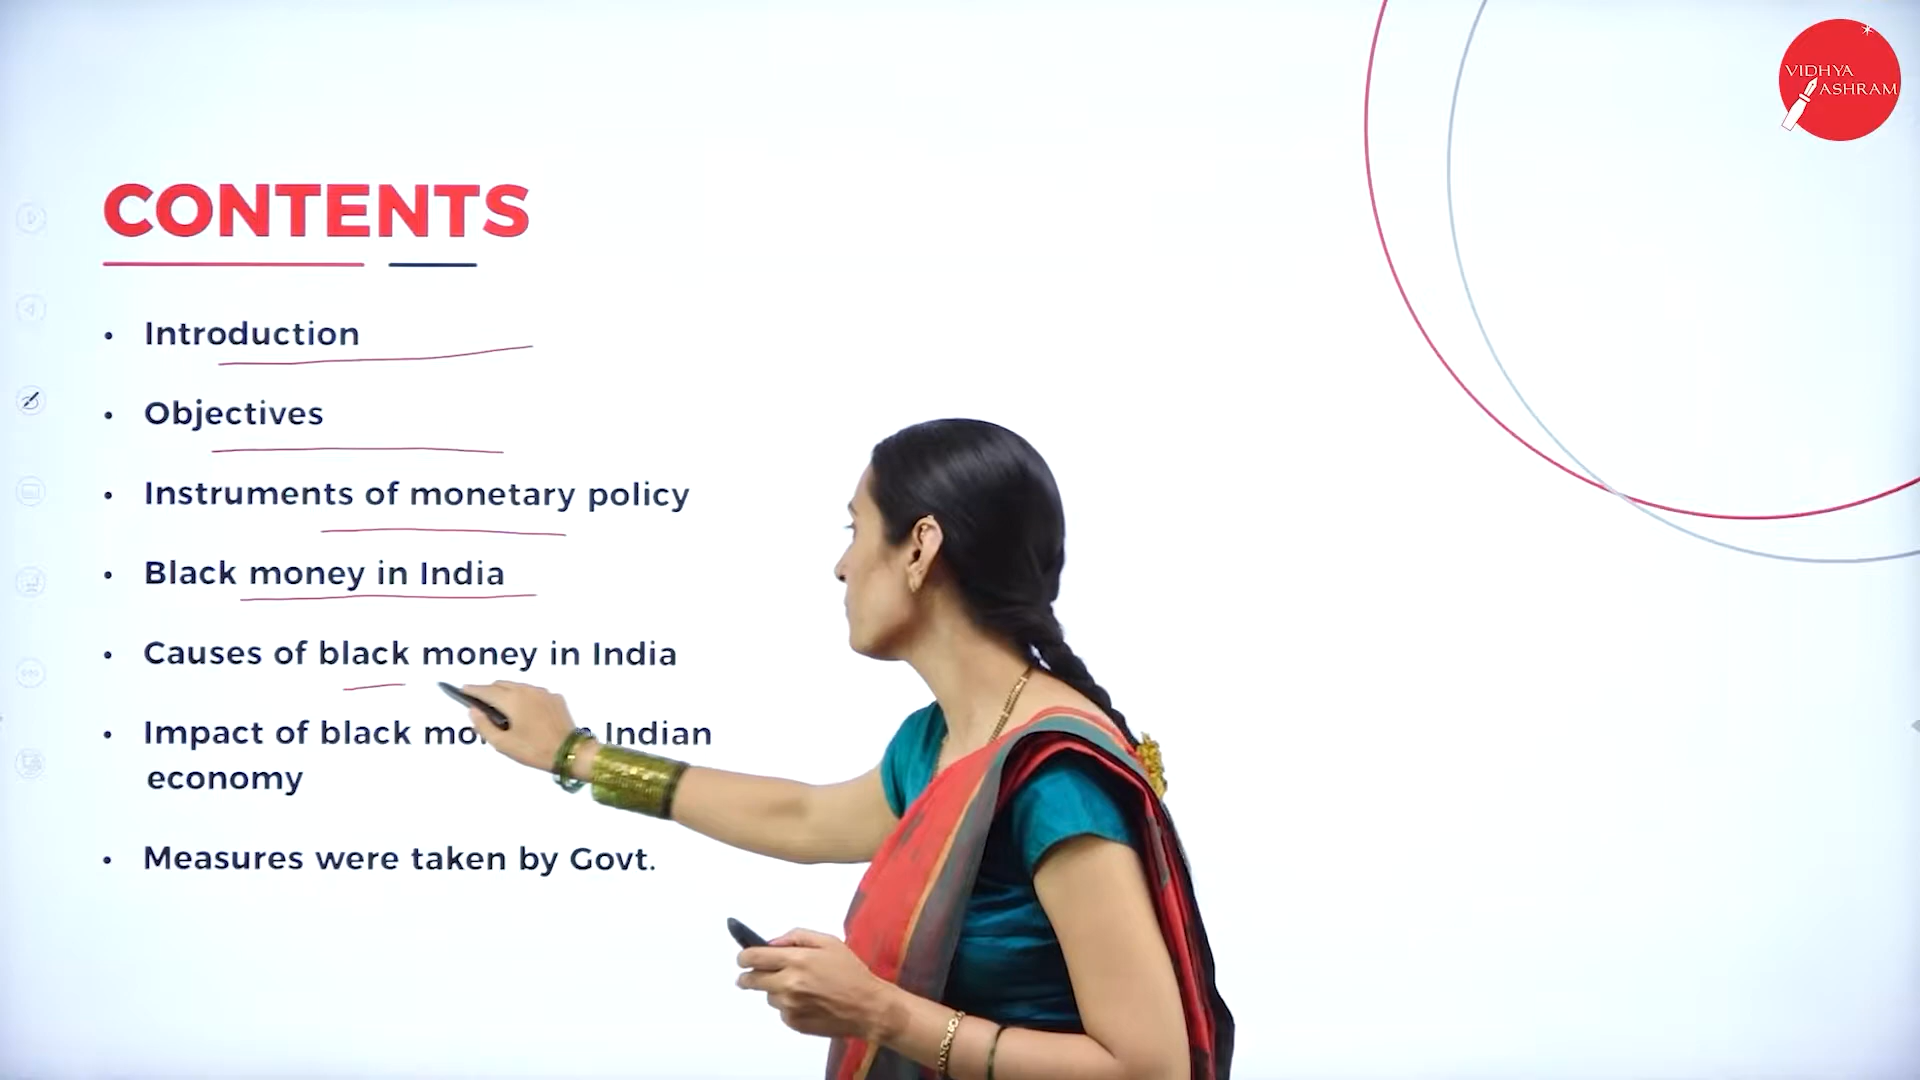 VIDHYA
ASHRAM
CONTENTS
• Introduction
• Objectives
• Instruments of monetary policy
• Black money in India
• Causes of black money in India
• Impact of black Indian
economy
• Measures were taken by Govt.